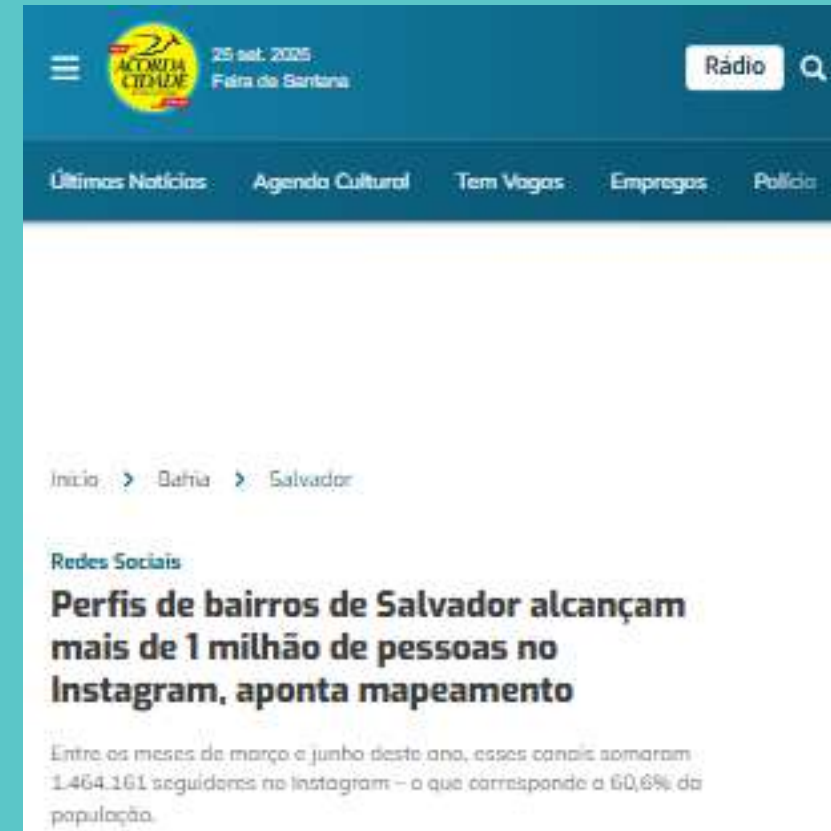 ACORDA
CIDADE
25 set. 2025
Feira de Santana
Rádio
Últimas Notícias Agenda Cultural Tem Vagas Empregos Polícia
Início > Bahia > Salvador
Redes Sociais
Perfis de bairros de Salvador alcançam
mais de 1 milhão de pessoas no
Instagram, aponta mapeamento
Entre os meses de março e junho deste ano, esses canais somaram
1.464.161 seguidores no Instagram – o que corresponde a 60,6% da
população.